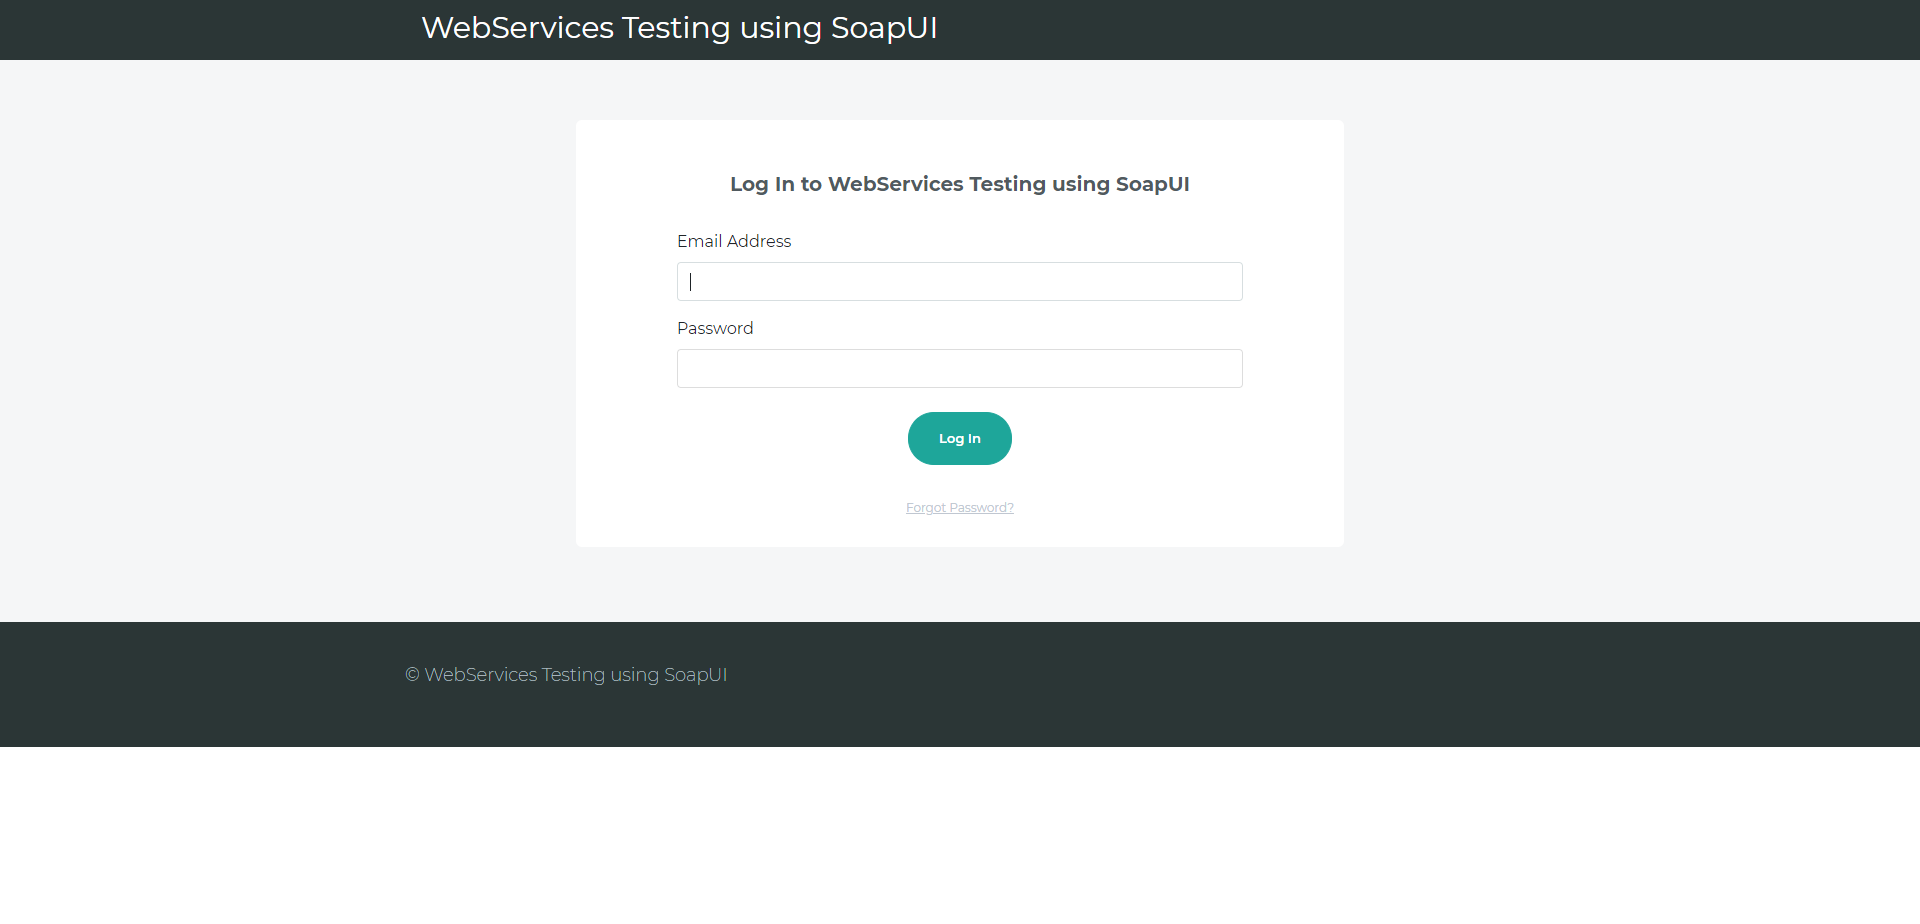 WebServices Testing using SoapUI
Log In to WebServices Testing using SoapUI
Email Address
Password
Log In
Forgot Password?
© WebServices Testing using SoapUI